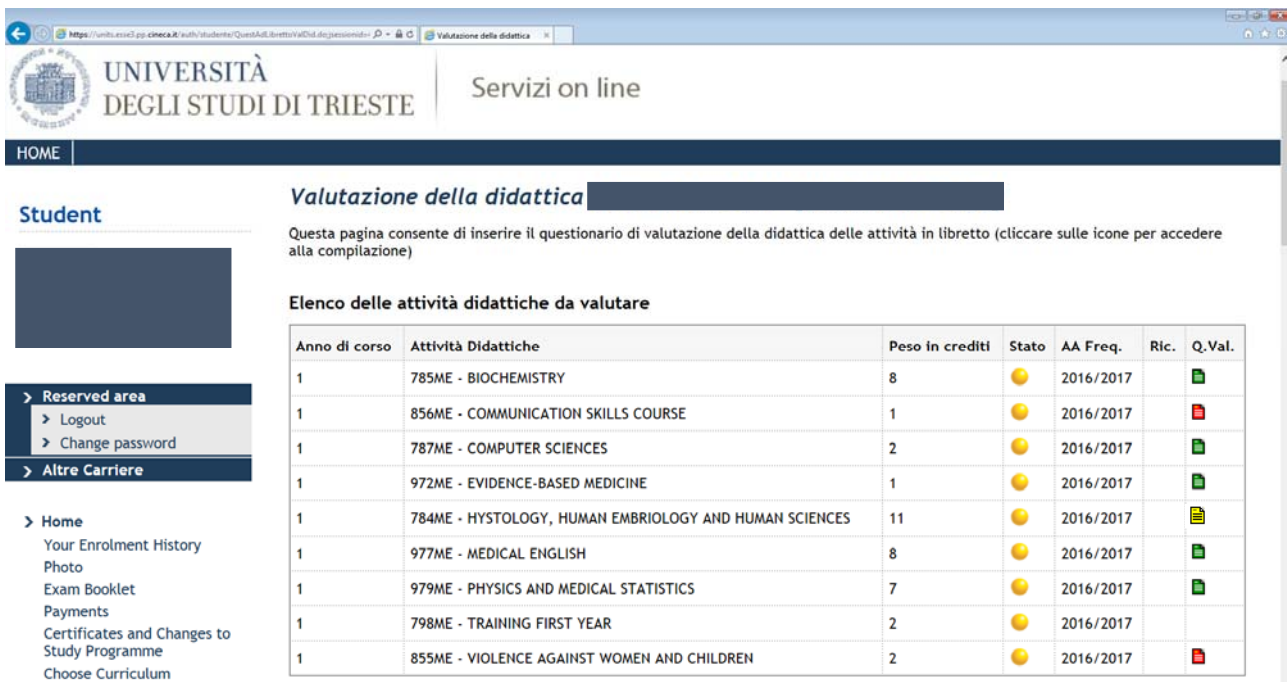 https://units.esse3.pp.cineca.it/auth/studente/QuestAdLibrettoValDid.do;jsessionid=
Valutazione della didattica
UNIVERSITÀ
DEGLI STUDI DI TRIESTE
Servizi on line
HOME
Student
Reserved area
Logout
Change password
Altre Carriere
Home
Your Enrolment History
Photo
Exam Booklet
Payments
Certificates and Changes to
Study Programme
Choose Curriculum
Valutazione della didattica
Questa pagina consente di inserire il questionario di valutazione della didattica delle attività in libretto (cliccare sulle icone per accedere
alla compilazione)
Elenco delle attività didattiche da valutare
Anno di corso Attività Didattiche Peso in crediti Stato AA Freq. Ric. Q.Val.
1 785ME - BIOCHEMISTRY 8 2016/2017
1 856ME - COMMUNICATION SKILLS COURSE 1 2016/2017
1 787ME - COMPUTER SCIENCES 2 2016/2017
1 972ME - EVIDENCE-BASED MEDICINE 1 2016/2017
1 784ME - HYSTOLOGY, HUMAN EMBRIOLOGY AND HUMAN SCIENCES 11 2016/2017
1 977ME - MEDICAL ENGLISH 8 2016/2017
1 979ME - PHYSICS AND MEDICAL STATISTICS 7 2016/2017
1 798ME - TRAINING FIRST YEAR 2 2016/2017
1 855ME - VIOLENCE AGAINST WOMEN AND CHILDREN 2 2016/2017